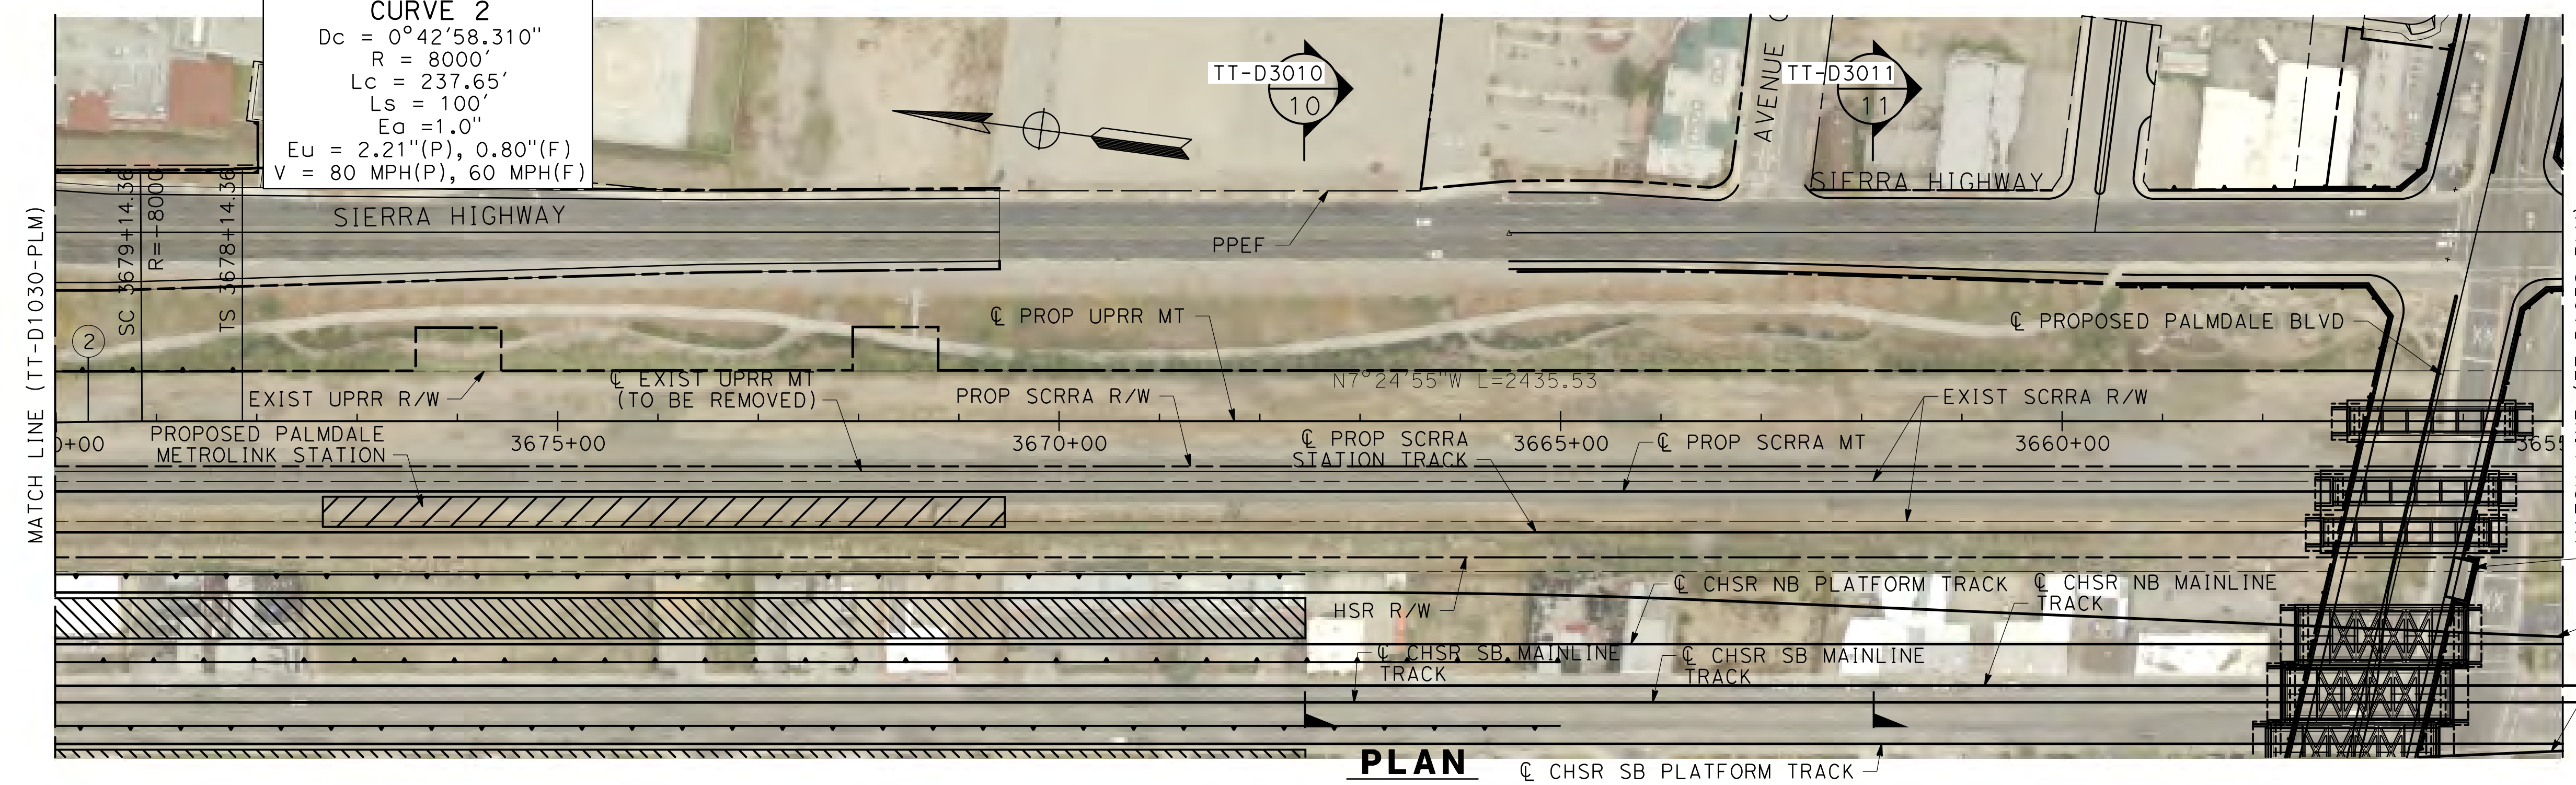 CURVE 2
Dc = 0°42'58.310"
R = 8000'
Lc = 237.65'
Ls = 100'
Ea =1.0"
Eu = 2.21"(P), 0.80"(F)
V = 80 MPH(P), 60 MPH(F)
TT-D3010
10
TT-D3011
11
AVENUE
SIERRA HIGHWAY
SIERRA HIGHWAY
MATCH LINE (TT-D1030-PLM)
SC 3679+14.36
R=-8000
TS 3678+14.36
PPEF
2
℄ PROP UPRR MT
℄ PROPOSED PALMDALE BLVD
EXIST UPRR R/W
℄ EXIST UPRR MT
(TO BE REMOVED)
PROP SCRRA R/W
N7°24'55"W L=2435.53
EXIST SCRRA R/W
0+00
3675+00
3670+00
3665+00
3660+00
3655
PROPOSED PALMDALE
METROLINK STATION
℄ PROP SCRRA
STATION TRACK
℄ PROP SCRRA MT
HSR R/W
℄ CHSR NB PLATFORM TRACK
℄ CHSR NB MAINLINE
TRACK
℄ CHSR SB MAINLINE
TRACK
℄ CHSR SB MAINLINE
TRACK
PLAN
℄ CHSR SB PLATFORM TRACK